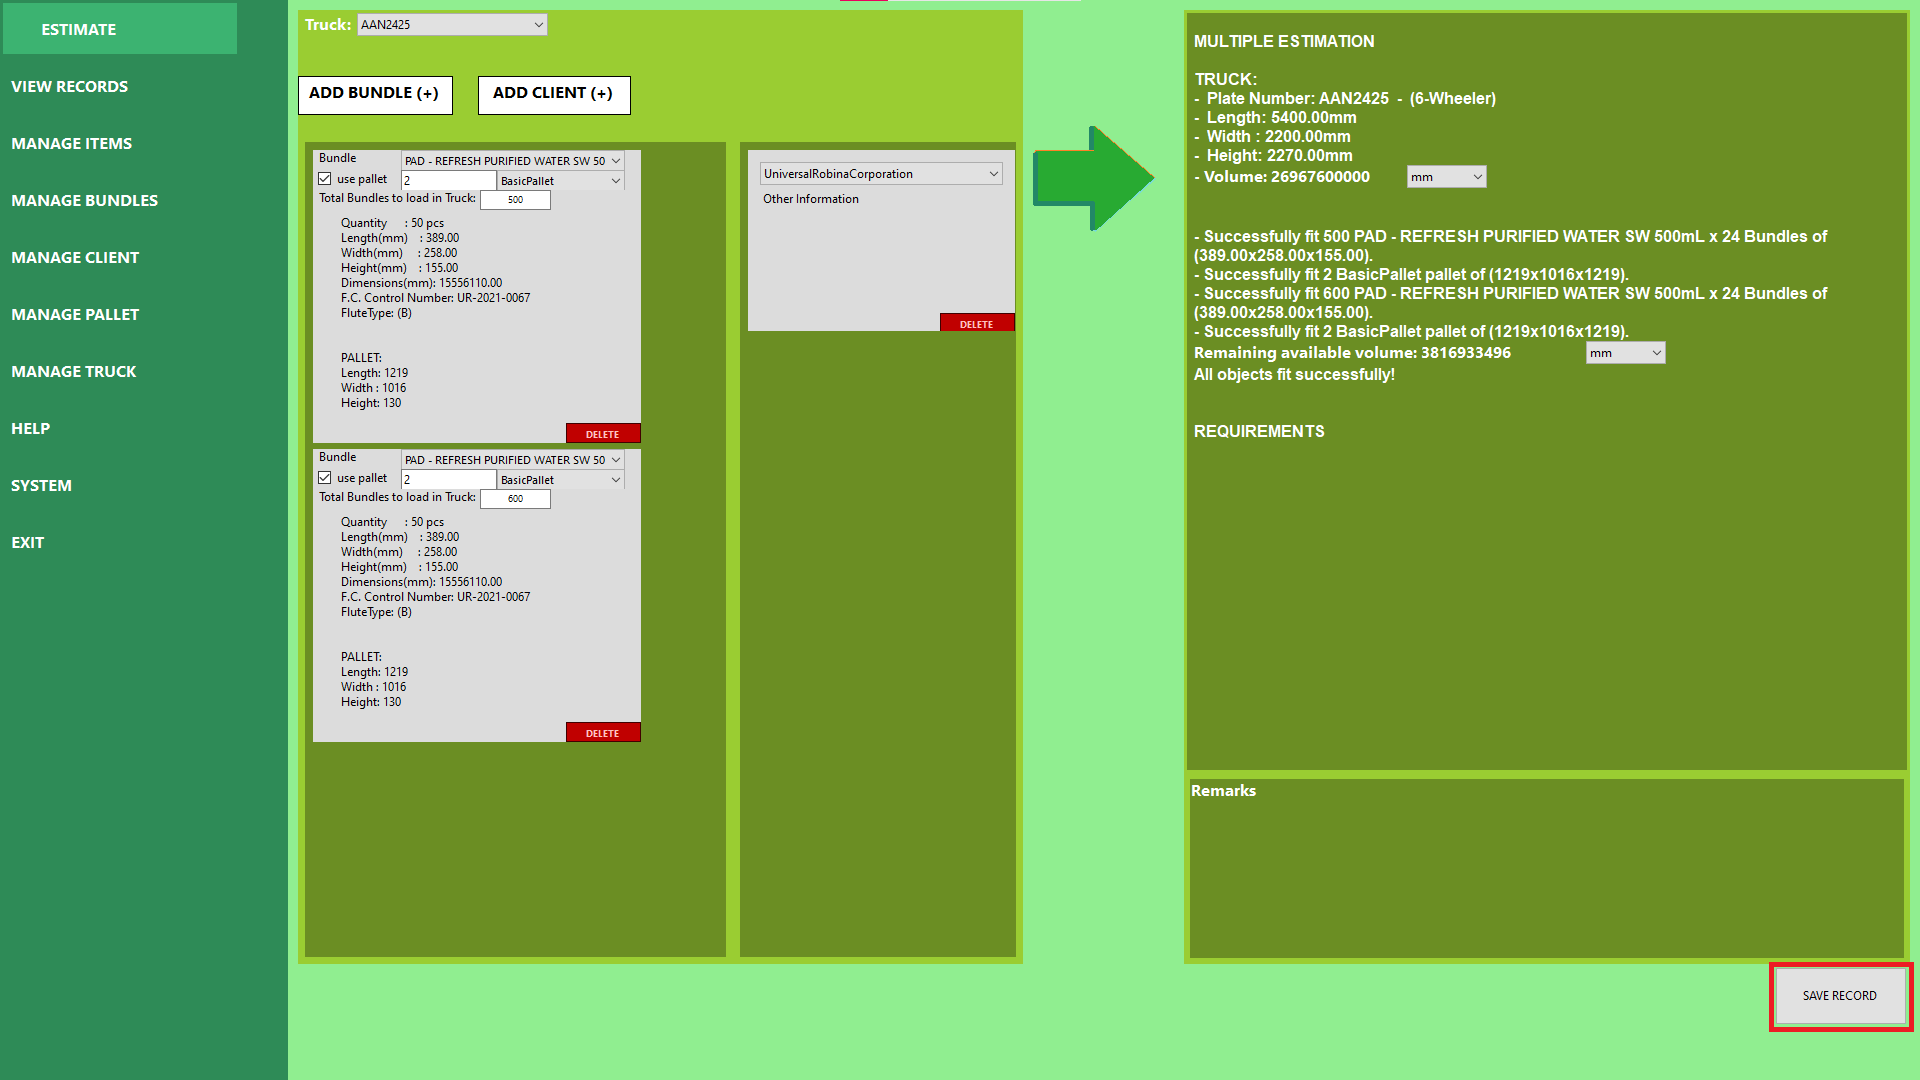 ESTIMATE
VIEW RECORDS
MANAGE ITEMS
MANAGE BUNDLES
MANAGE CLIENT
MANAGE PALLET
MANAGE TRUCK
HELP
SYSTEM
EXIT
Truck: AAN2425
ADD BUNDLE (+) ADD CLIENT (+)
Bundle PAD - REFRESH PURIFIED WATER SW 50
use pallet 2 BasicPallet
Total Bundles to load in Truck: 500
Quantity : 50 pcs
Length(mm) : 389.00
Width(mm) : 258.00
Height(mm) : 155.00
Dimensions(mm): 15556110.00
F.C. Control Number: UR-2021-0067
FluteType: (B)
PALLET:
Length: 1219
Width : 1016
Height: 130
DELETE
Bundle PAD - REFRESH PURIFIED WATER SW 50
use pallet 2 BasicPallet
Total Bundles to load in Truck: 600
Quantity : 50 pcs
Length(mm) : 389.00
Width(mm) : 258.00
Height(mm) : 155.00
Dimensions(mm): 15556110.00
F.C. Control Number: UR-2021-0067
FluteType: (B)
PALLET:
Length: 1219
Width : 1016
Height: 130
DELETE
UniversalRobinaCorporation
Other Information
DELETE
MULTIPLE ESTIMATION
TRUCK:
- Plate Number: AAN2425 - (6-Wheeler)
- Length: 5400.00mm
- Width : 2200.00mm
- Height: 2270.00mm
- Volume: 26967600000 mm
- Successfully fit 500 PAD - REFRESH PURIFIED WATER SW 500mL x 24 Bundles of
(389.00x258.00x155.00).
- Successfully fit 2 BasicPallet pallet of (1219x1016x1219).
- Successfully fit 600 PAD - REFRESH PURIFIED WATER SW 500mL x 24 Bundles of
(389.00x258.00x155.00).
- Successfully fit 2 BasicPallet pallet of (1219x1016x1219).
Remaining available volume: 3816933496 mm
All objects fit successfully!
REQUIREMENTS
Remarks
SAVE RECORD